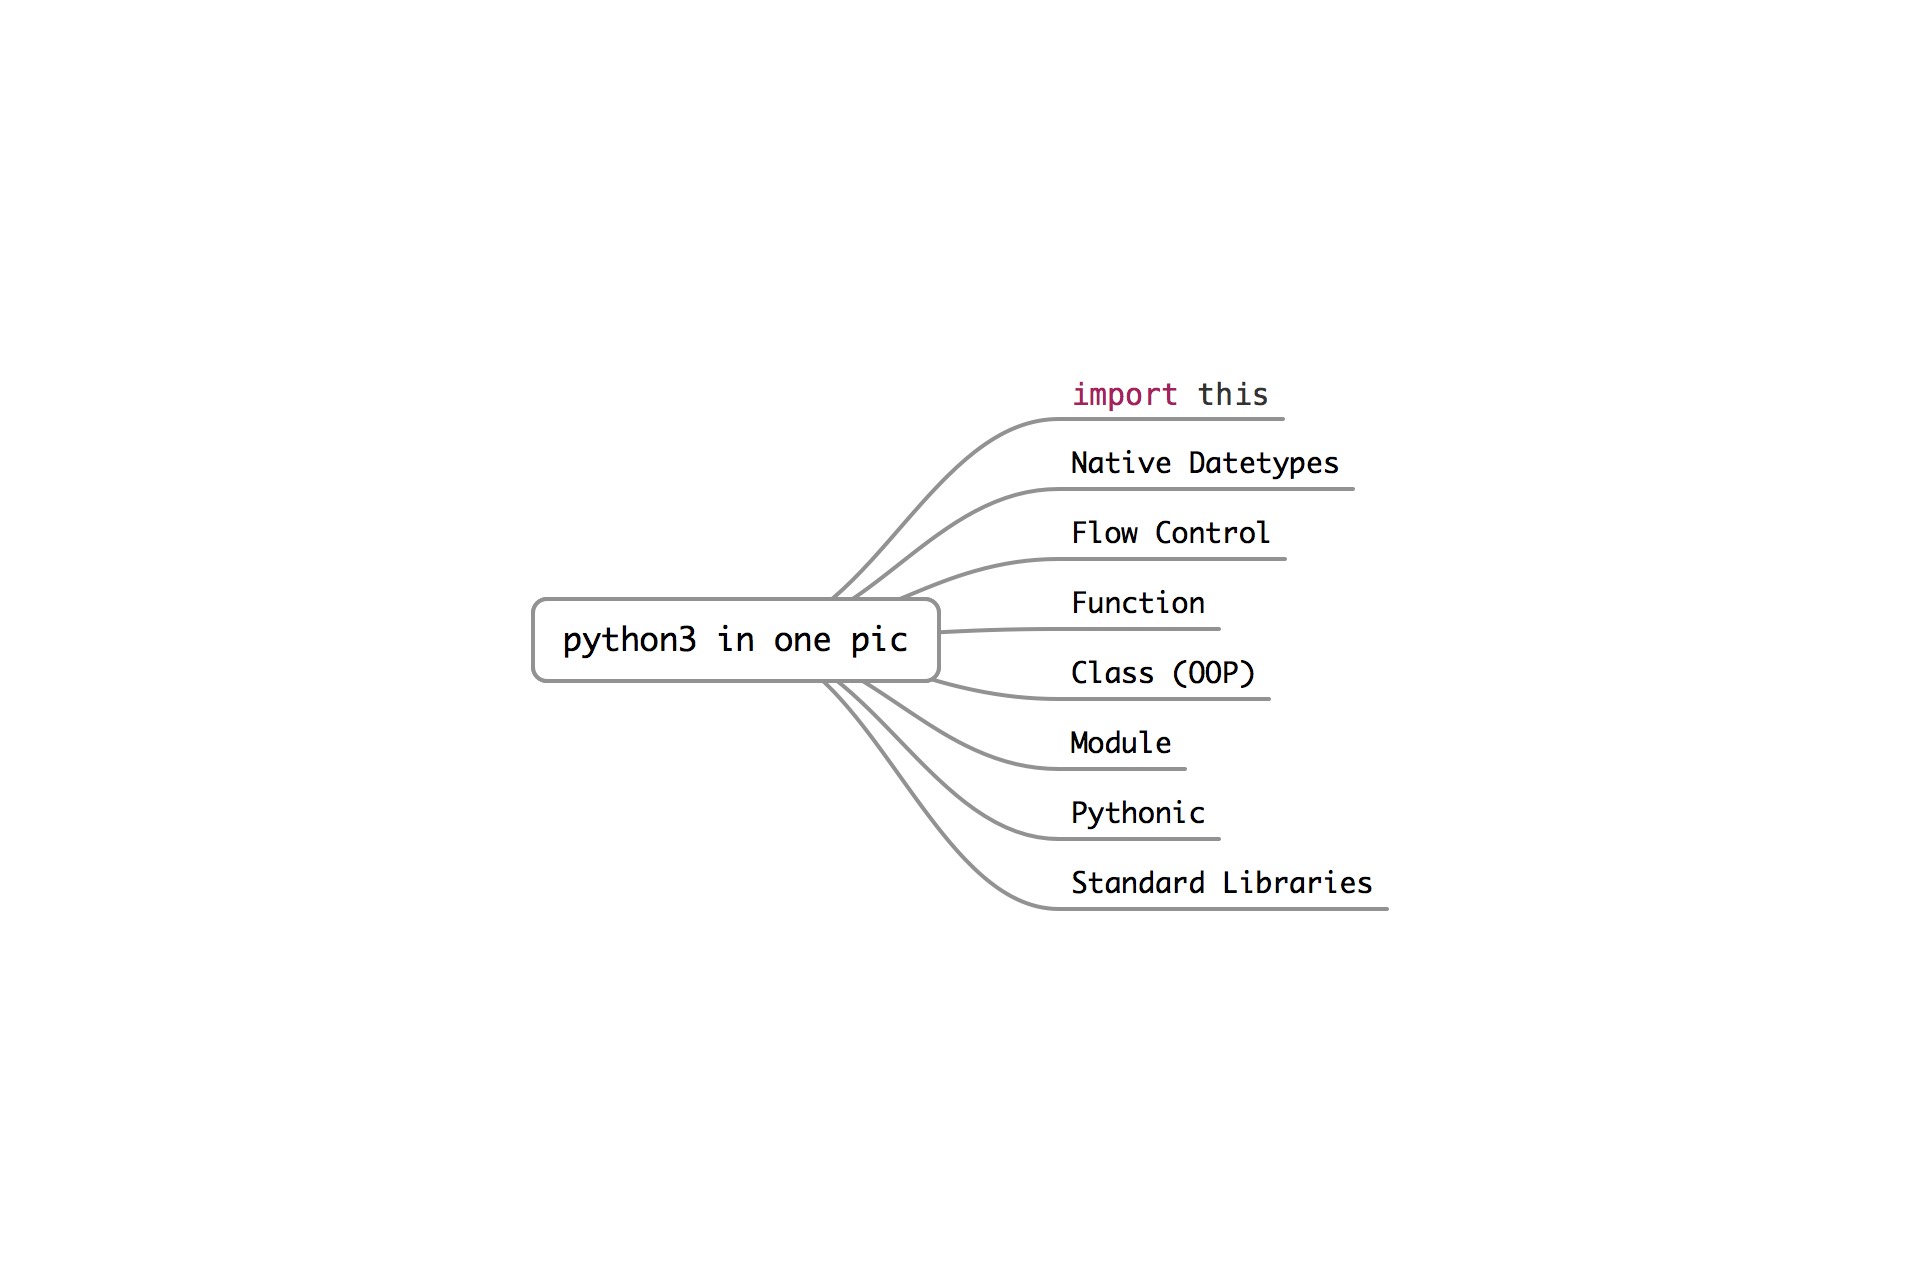 import this
Native Datetypes
Flow Control
Function
python3 in one pic
Class (OOP)
Module
Pythonic
Standard Libraries